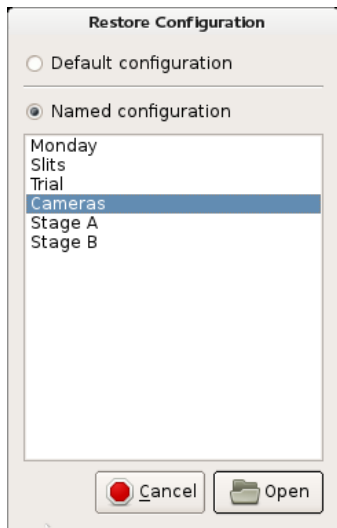 Restore Configuration
Default configuration
Named configuration
Monday
Slits
Trial
Cameras
Stage A
Stage B
Cancel
Open